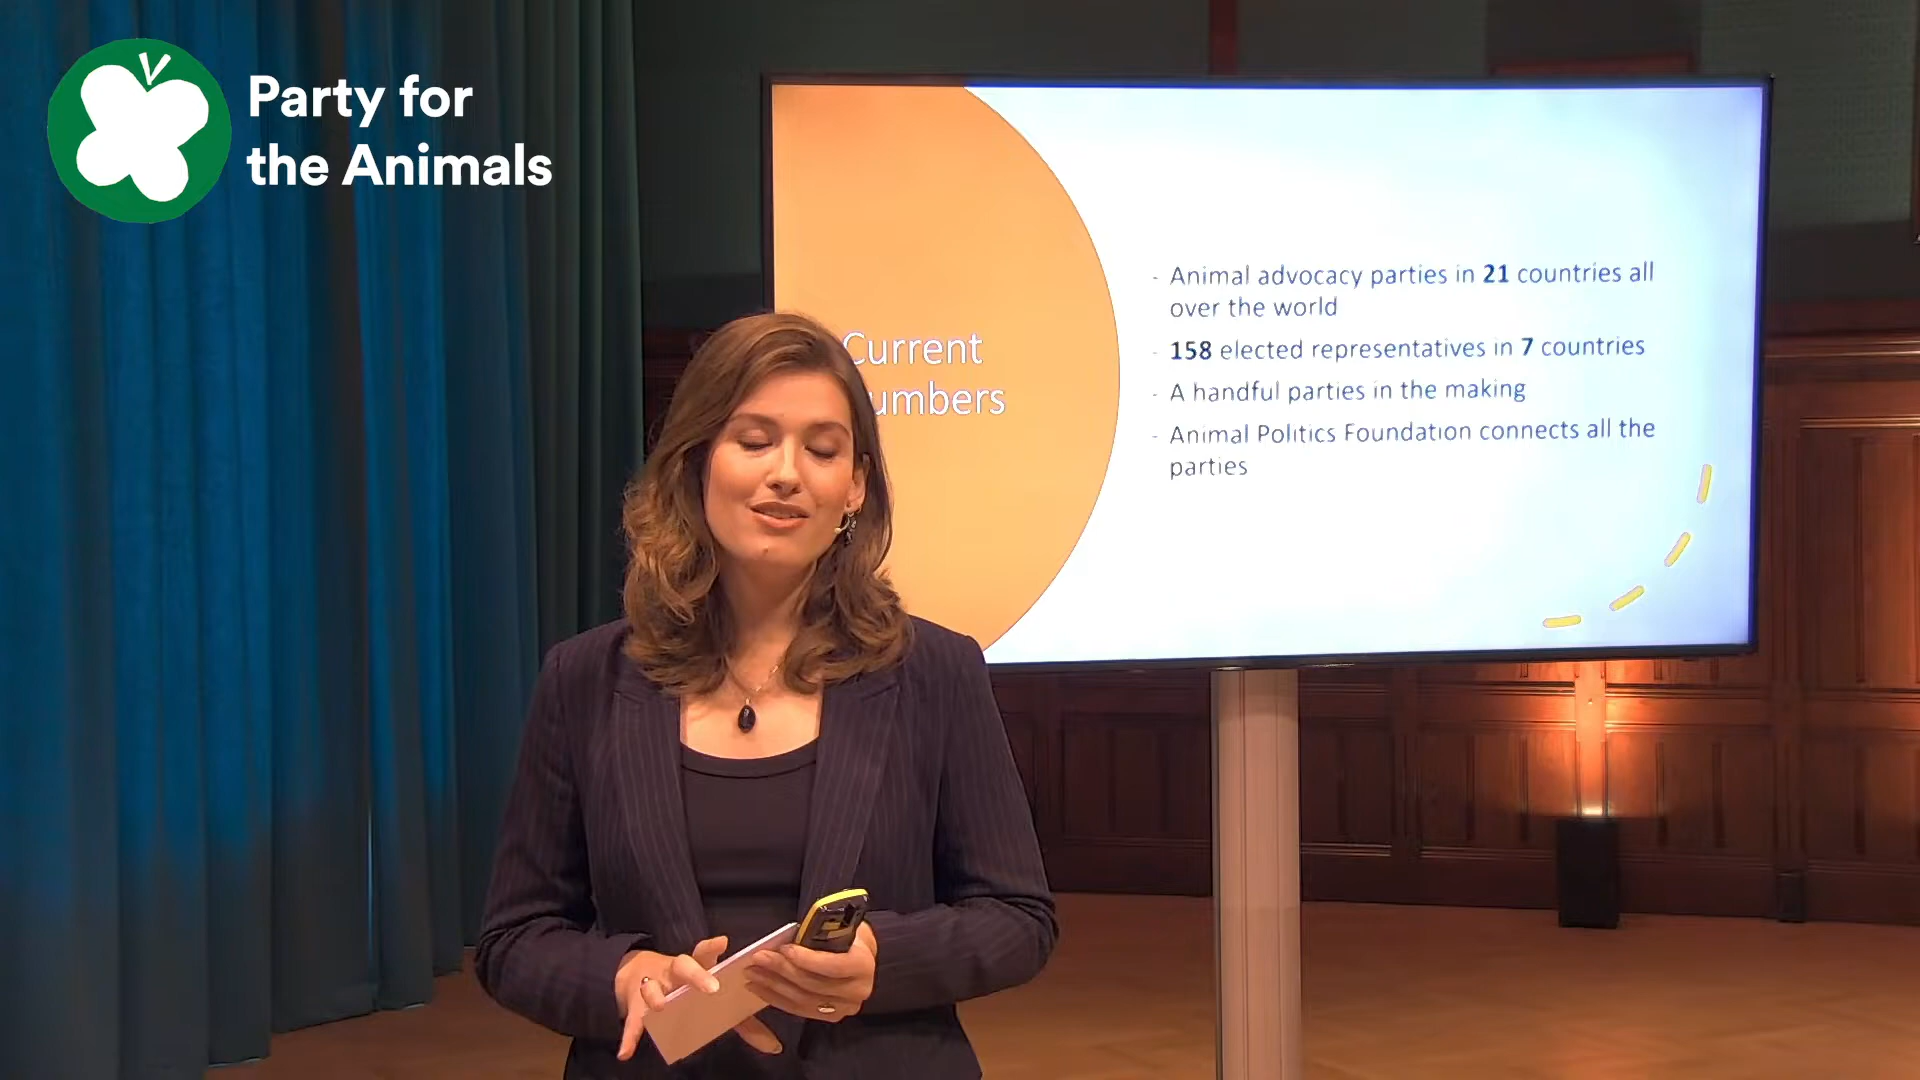 Party for
the Animals
Current
umbers
- Animal advocacy parties in 21 countries all
over the world
- 158 elected representatives in 7 countries
- A handful parties in the making
- Animal Politics Foundation connects all the
parties